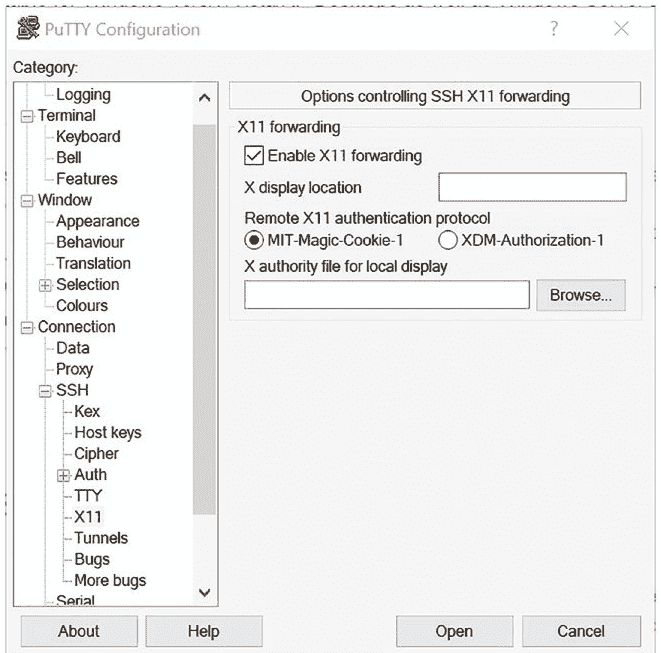 PuTTY Configuration
?
Category:
Logging
Terminal
Keyboard
Bell
Features
Window
Appearance
Behaviour
Translation
Selection
Colours
Connection
Data
Proxy
SSH
Kex
Host keys
Cipher
Auth
TTY
X11
Tunnels
Bugs
More bugs
Serial
Options controlling SSH X11 forwarding
X11 forwarding
Enable X11 forwarding
X display location
Remote X11 authentication protocol
MIT-Magic-Cookie-1 XDM-Authorization-1
X authority file for local display
Browse...
About Help Open Cancel